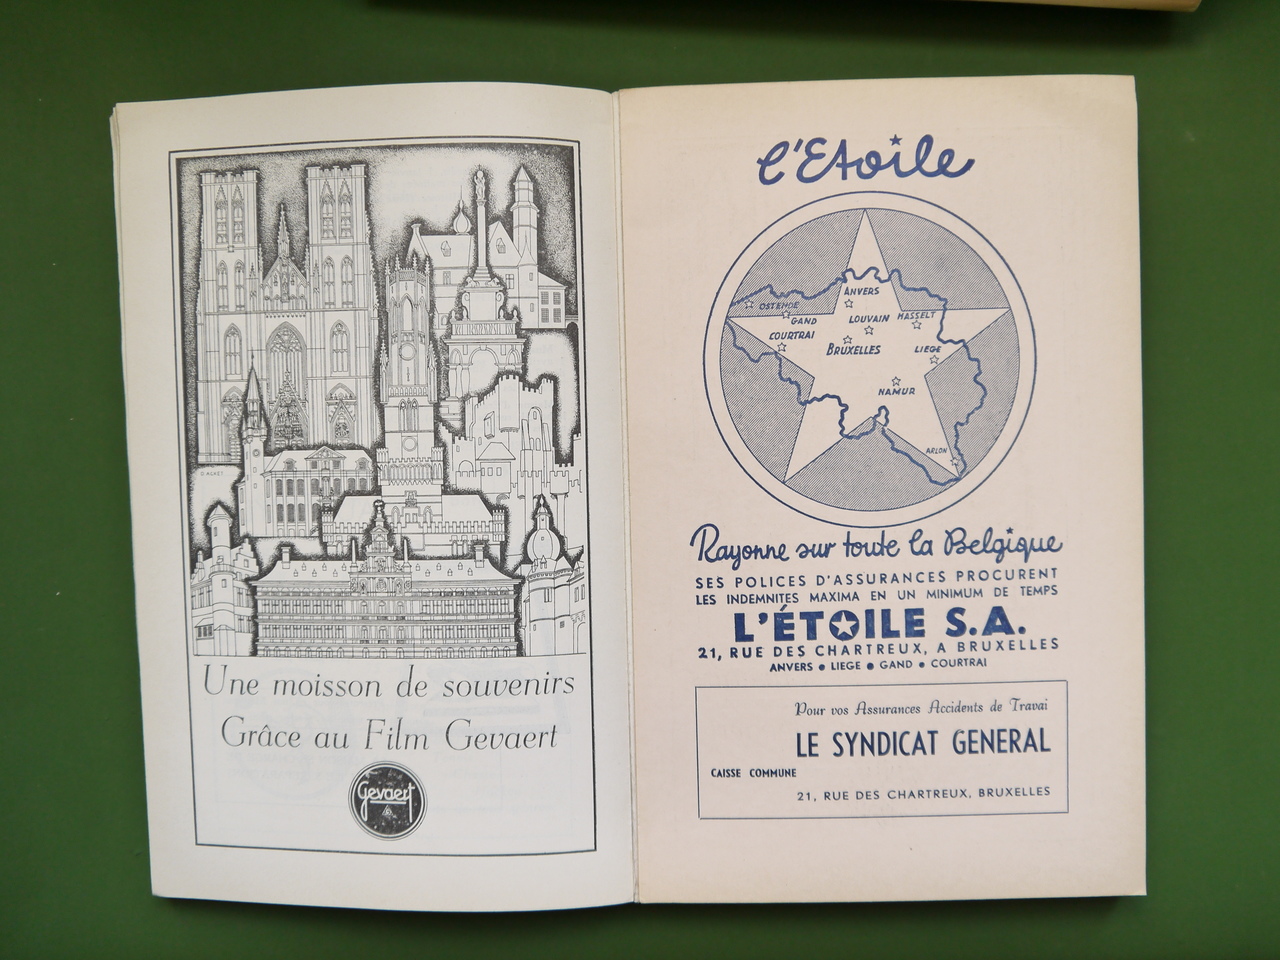 Une moisson de souvenirs
Grâce au Film Gevaert
Gevaert
l'Etoile
ANVERS
OSTENDE
GAND
LOUVAIN
HASSELT
COURTRAI
BRUXELLES
LIEGE
NAMUR
ARLON
Rayonne sur toute la Belgique
SES POLICES D'ASSURANCES PROCURENT
LES INDEMNITES MAXIMA EN UN MINIMUM DE TEMPS
L'ÉTOILE S.A.
21, RUE DES CHARTREUX, A BRUXELLES
ANVERS • LIEGE • GAND • COURTRAI
Pour vos Assurances Accidents de Travai
LE SYNDICAT GENERAL
CAISSE COMMUNE
21, RUE DES CHARTREUX, BRUXELLES